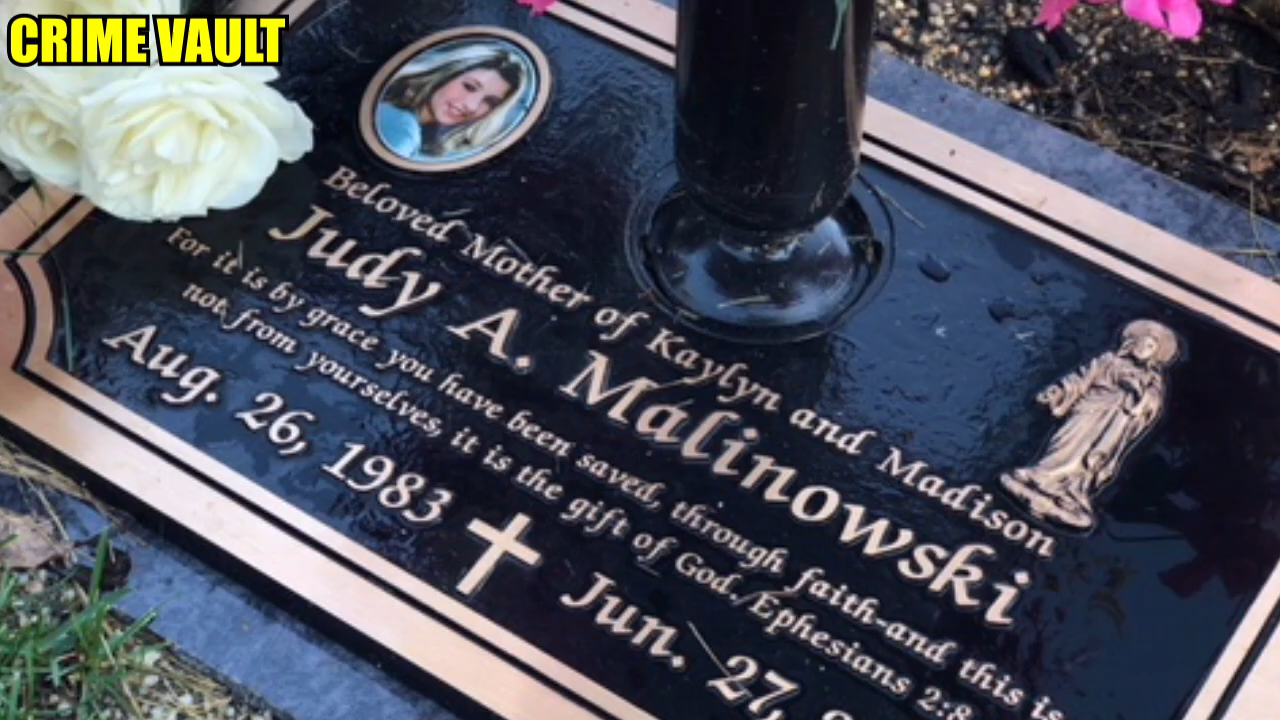 CRIME VAULT
Beloved Mother of Kaylyn and Madison
Judy A. Malinowski
For it is by grace you have been saved, through faith-and this is
not from yourselves, it is the gift of God. Ephesians 2:8
Aug. 26, 1983 Jun. 27,